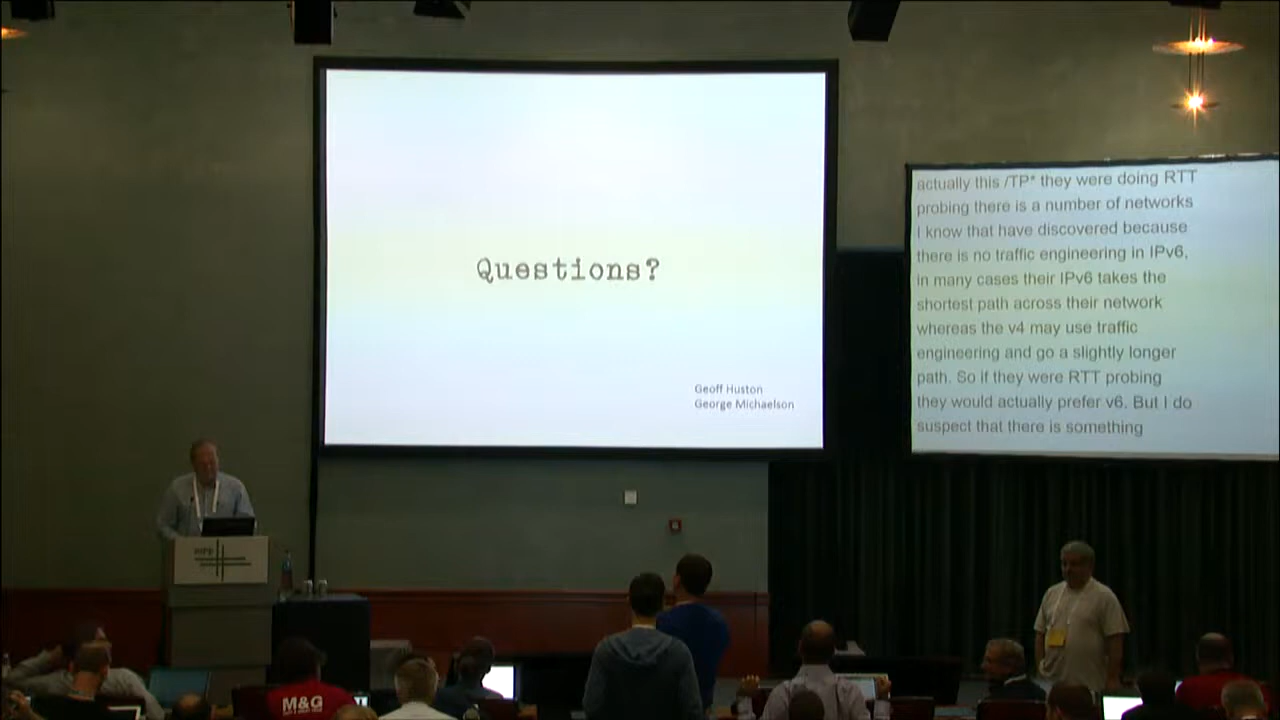 Questions?
Geoff Huston
George Michaelson
actually this /TP* they were doing RTT
probing there is a number of networks
I know that have discovered because
there is no traffic engineering in IPv6,
in many cases their IPv6 takes the
shortest path across their network
whereas the v4 may use traffic
engineering and go a slightly longer
path. So if they were RTT probing
they would actually prefer v6. But I do
suspect that there is something
RIPE
M&G